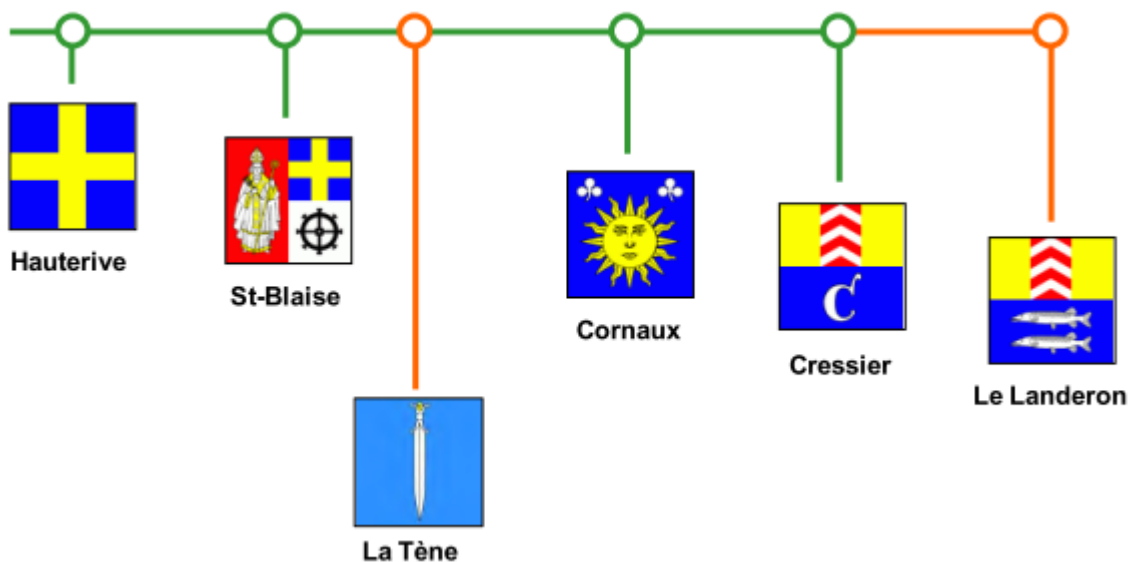 Hauterive
St-Blaise
Cornaux
Cressier
Le Landeron
La Tène